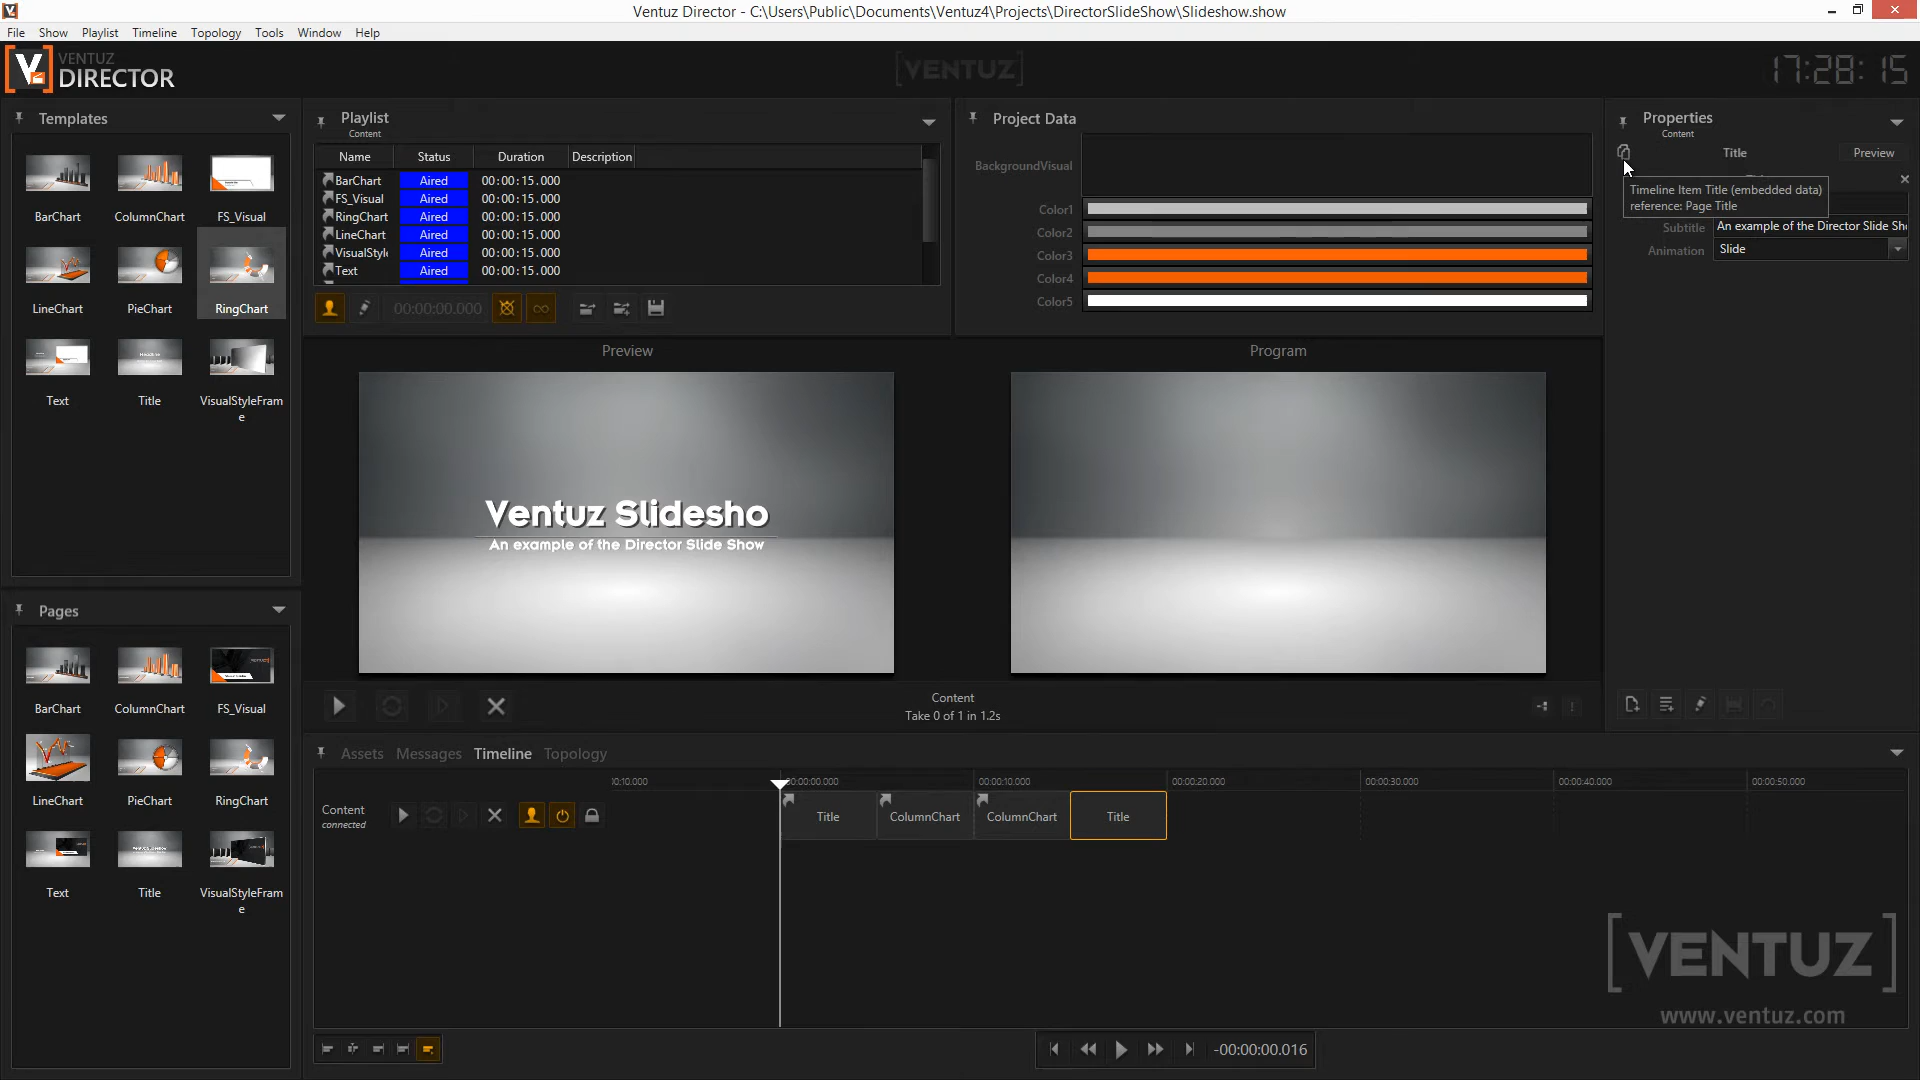 Ventuz Director - C:\Users\Public\Documents\Ventuz4\Projects\DirectorSlideShow\Slideshow.show
File Show Playlist Timeline Topology Tools Window Help
VENTUZ
DIRECTOR
[VENTUZ]
17:28:15
Templates
BarChart ColumnChart FS_Visual
LineChart PieChart RingChart
Text Title VisualStyleFram
e
Playlist
Content
Name Status Duration Description
BarChart Aired 00:00:15.000
FS_Visual Aired 00:00:15.000
RingChart Aired 00:00:15.000
LineChart Aired 00:00:15.000
VisualStyle Aired 00:00:15.000
Text Aired 00:00:15.000
00:00:00.000
Project Data
BackgroundVisual
Color1
Color2
Color3
Color4
Color5
Properties
Content
Title Preview
Timeline Item Title (embedded data)
reference: Page Title
Subtitle An example of the Director Slide Sh
Animation Slide
Preview
Ventuz Slidesho
An example of the Director Slide Show
Program
Content
Take 0 of 1 in 1.2s
Pages
BarChart ColumnChart FS_Visual
LineChart PieChart RingChart
Text Title VisualStyleFram
e
Assets Messages Timeline Topology
00:10.000 00:00:00.000 00:00:10.000 00:00:20.000 00:00:30.000 00:00:40.000 00:00:50.000
Content
connected
Title ColumnChart ColumnChart Title
-00:00:00.016
[VENTUZ]
www.ventuz.com